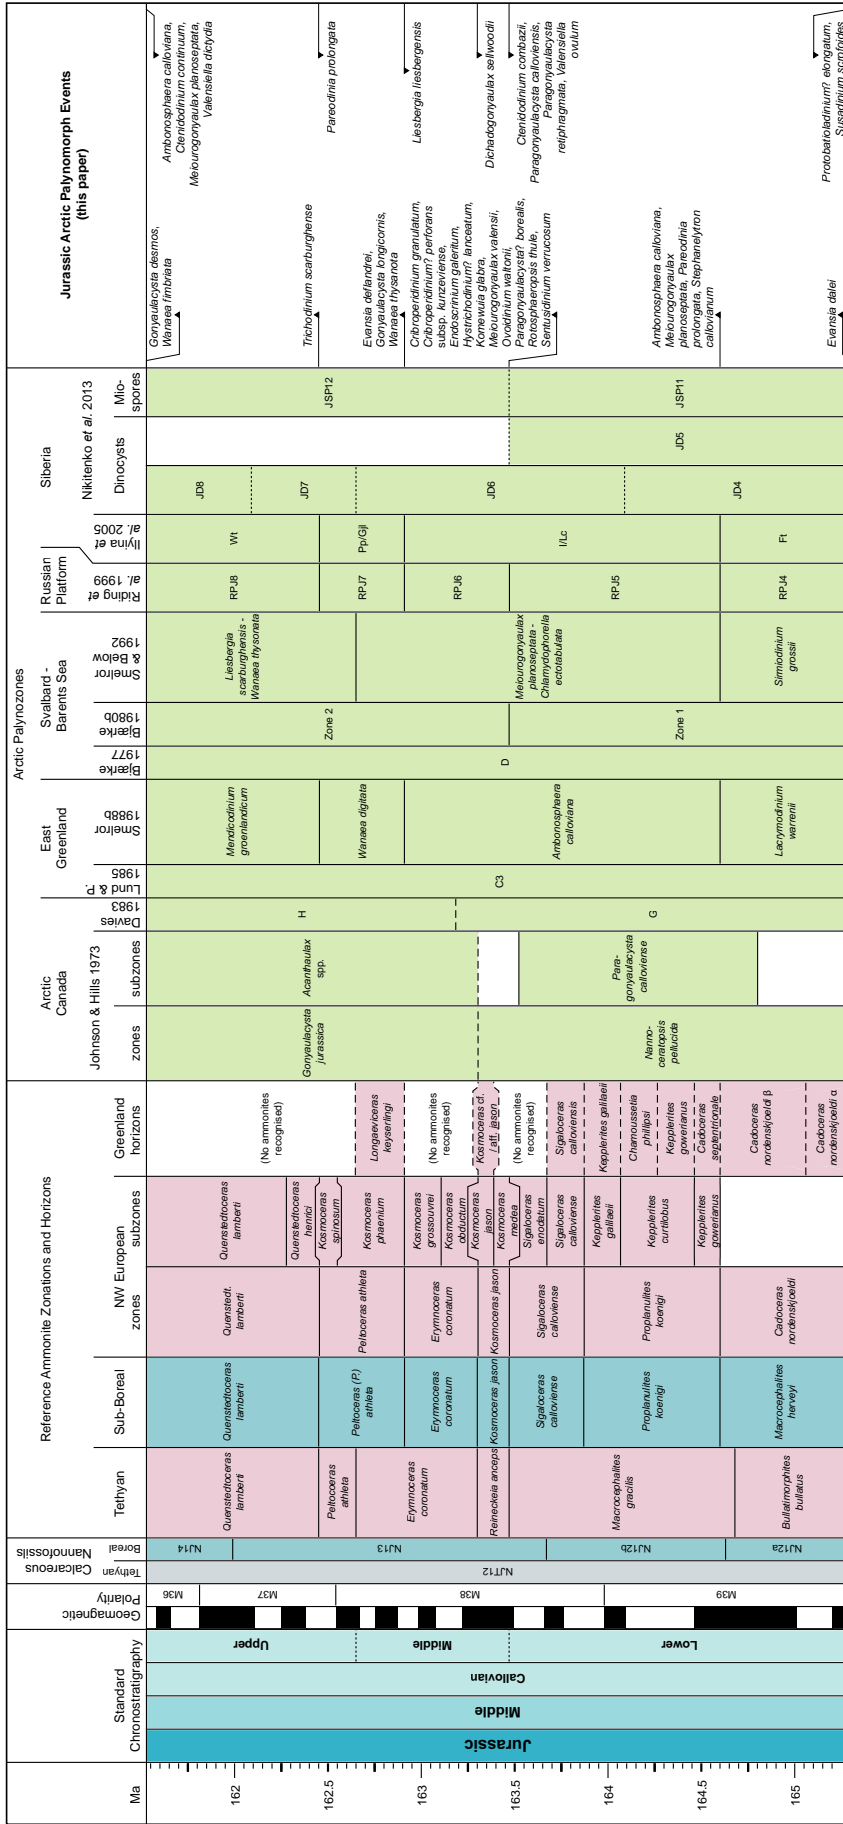 Ma
Standard
Chronostratigraphy
Geomagnetic
Polarity
Calcareous
Nannofossils
Tethyan
Boreal
Reference Ammonite Zonations and Horizons
Tethyan
Sub-Boreal
NW European
zones
subzones
Greenland
horizons
Arctic Palynozones
Arctic
Canada
Johnson & Hills 1973
zones
subzones
Davies
1983
Lund & P.
1985
East
Greenland
Smelror
1988b
Svalbard -
Barents Sea
Bjærke
1977
Bjærke
1980b
Smelror
& Below
1992
Russian
Platform
Riding et
al. 1999
Ilyina et
al. 2005
Siberia
Nikitenko et al. 2013
Dinocysts
Mio-
spores
Jurassic Arctic Palynomorph Events
(this paper)
162
162.5
163
163.5
164
164.5
165
Jurassic
Middle
Callovian
Upper
Middle
Lower
M36
M37
M38
M39
NJT12
NJ14
NJ13
NJ12b
NJ12a
Quenstedtoceras
lamberti
Peltoceras
athleta
Erymnoceras
coronatum
Reineckeia anceps
Macrocephalites
gracilis
Bullatimorphites
bullatus
Quenstedtoceras
lamberti
Peltoceras (P.)
athleta
Erymnoceras
coronatum
Kosmoceras jason
Sigaloceras
calloviense
Proplanulites
koenigi
Macrocephalites
herveyi
Quenstedt.
lamberti
Peltoceras athleta
Erymnoceras
coronatum
Kosmoceras jason
Sigaloceras
calloviense
Proplanulites
koenigi
Cadoceras
nordenskjoeldi
Quenstedtoceras
lamberti
Quenstedtoceras
henrici
Kosmoceras
spinosum
Kosmoceras
phaenium
Kosmoceras
grossouvrei
Kosmoceras
obductum
Kosmoceras
jason
Kosmoceras
medea
Sigaloceras
enodatum
Sigaloceras
calloviense
Kepplerites
galilaeii
Kepplerites
curtilobus
Kepplerites
gowerianus
(No ammonites
recognised)
Longaeviceras
keyserlingi
(No ammonites
recognised)
Kosmoceras cf.
/ aff. jason
(No ammonites
recognised)
Sigaloceras
calloviensis
Kepplerites galilaeii
Chamoussetia
phillipsi
Kepplerites
gowerianus
Cadoceras
septentrionale
Cadoceras
nordenskjoeldi β
Cadoceras
nordenskjoeldi α
Gonyaulacysta
jurassica
Nanno-
ceratopsis
pellucida
Acanthaulax
spp.
Para-
gonyaulacysta
calloviense
H
G
C3
Mendicodinium
groenlandicum
Wanaea digitata
Ambonosphaera
calloviana
Lacrymodinium
warrenii
D
Zone 2
Zone 1
Liesbergia
scarburghensis -
Wanaea thysonata
Meiourogonyaulax
planoseptata -
Chlamydophorella
ectotabulata
Sirmiodinium
grossii
RPJ8
RPJ7
RPJ6
RPJ5
RPJ4
Wt
Pp/Gjl
I/Lc
Ft
JD8
JD7
JD6
JD4
JD5
JSP12
JSP11
Gonyaulacysta desmos,
Wanaea fimbriata
Trichodinium scarburghense
Evansia deflandrei,
Gonyaulacysta longicornis,
Wanaea thysanota
Cribroperidinium granulatum,
Cribroperidinium? perforans
subsp. kunzeviense,
Endoscrinium galeritum,
Hystrichodinium? lanceatum,
Kornewuia glabra,
Meiourogonyaulax valensii,
Ovoidinium waltonii,
Paragonyaulacysta? borealis,
Rotosphaeropsis thule,
Sentusidinium verrucosum
Ambonosphaera calloviana,
Meiourogonyaulax
planoseptata, Pareodinia
prolongata, Stephanelytron
callovianum
Evansia dalei
Ambonosphaera calloviana,
Ctenidodinium continuum,
Meiourogonyaulax planoseptata,
Valensiella dictydia
Pareodinia prolongata
Liesbergia liesbergensis
Dichadogonyaulax sellwoodii
Ctenidodinium combazii,
Paragonyaulacysta calloviensis,
Paragonyaulacysta
retiphragmata, Valensiella
ovulum
Protobatioladinium? elongatum,
Susadinium scrofoides